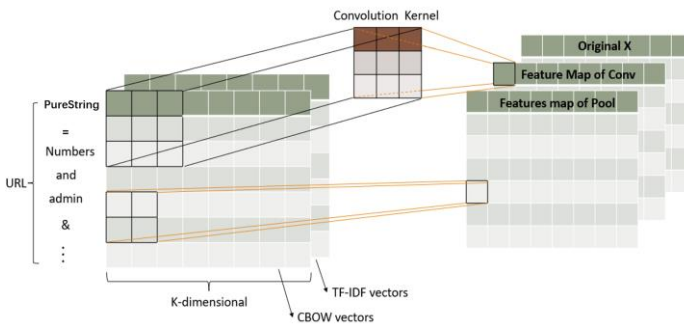 Convolution Kernel
Original X
Feature Map of Conv
Features map of Pool
PureString
=
Numbers
and
admin
&
⋮
URL
K-dimensional
TF-IDF vectors
CBOW vectors